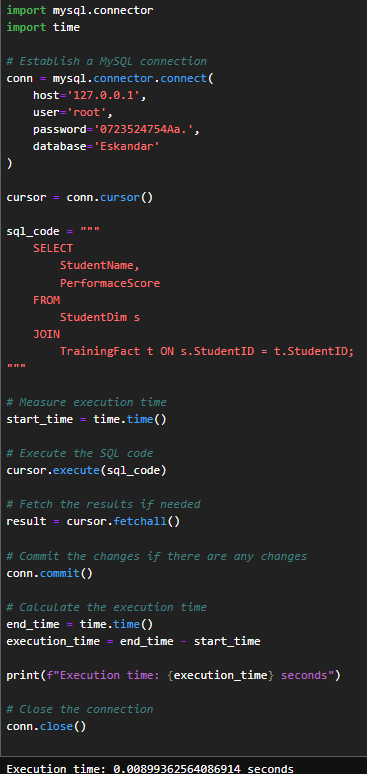 import mysql.connector
import time

# Establish a MySQL connection
conn = mysql.connector.connect(
    host='127.0.0.1',
    user='root',
    password='0723524754Aa.',
    database='Eskandar'
)

cursor = conn.cursor()

sql_code = """
    SELECT
        StudentName,
        PerformaceScore
    FROM
        StudentDim s
    JOIN
        TrainingFact t ON s.StudentID = t.StudentID;
"""

# Measure execution time
start_time = time.time()

# Execute the SQL code
cursor.execute(sql_code)

# Fetch the results if needed
result = cursor.fetchall()

# Commit the changes if there are any changes
conn.commit()

# Calculate the execution time
end_time = time.time()
execution_time = end_time - start_time

print(f"Execution time: {execution_time} seconds")

# Close the connection
conn.close()

Execution time: 0.00899362564086914 seconds